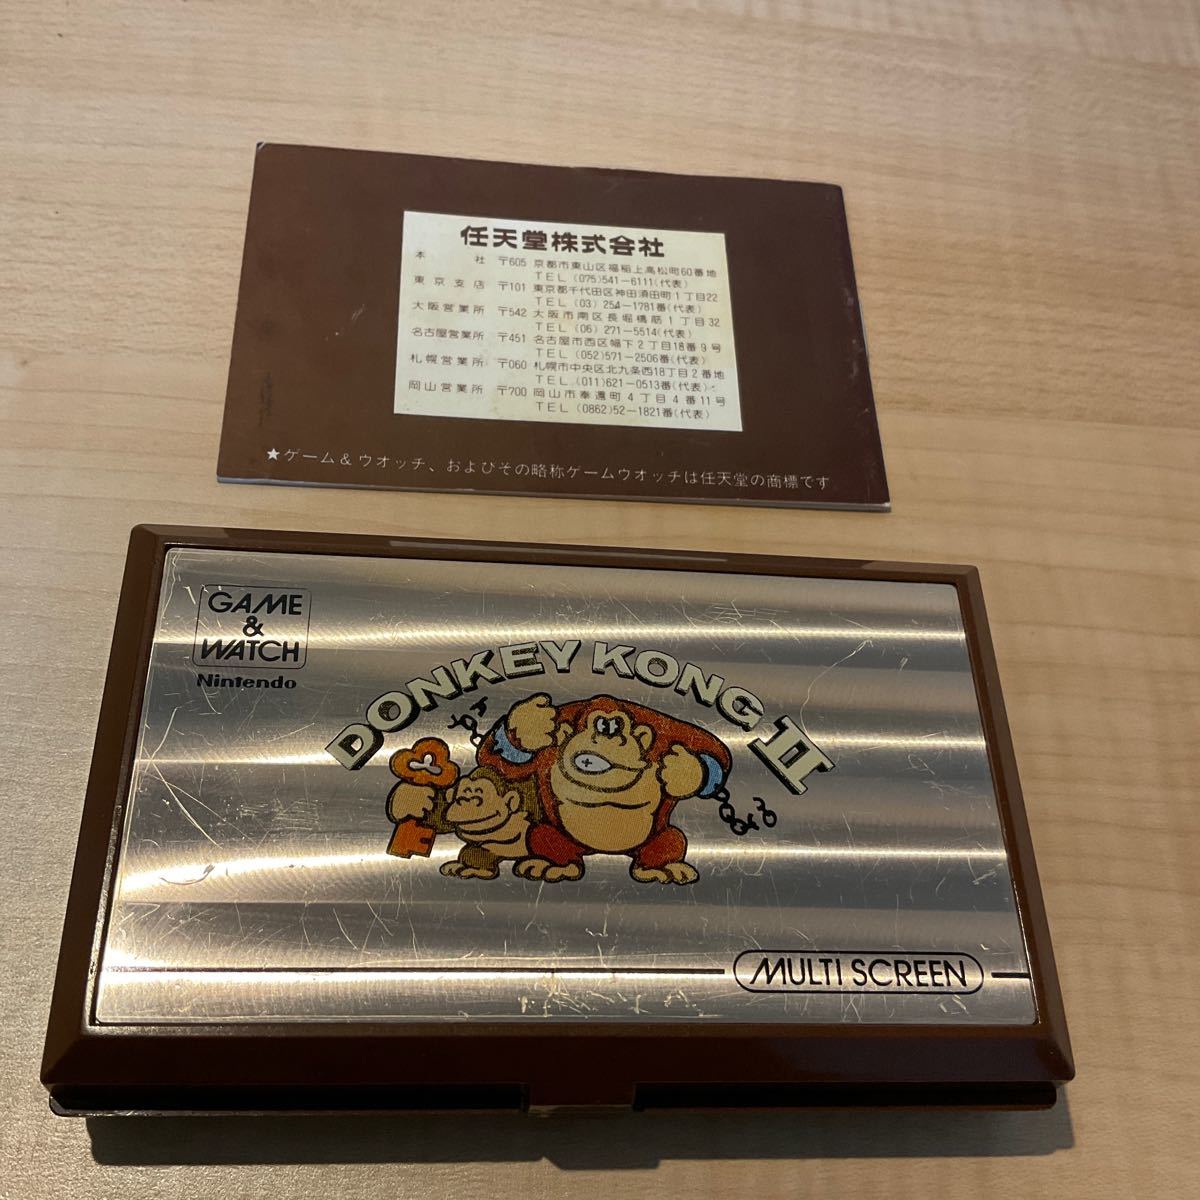 任天堂株式会社
本社 〒605 京都市東山区福稲上高松町60番地
TEL (075)541-6111(代表)
東京支店 〒101 東京都千代田区神田須田町1丁目22
TEL (03) 254-1781番(代表)
大阪営業所 〒542 大阪市南区長堀橋筋1丁目32
TEL (06) 271-5514(代表)
名古屋営業所 〒451 名古屋市西区幅下2丁目18番9号
TEL (052)571-2506番(代表)
札幌営業所 〒060 札幌市中央区北九条西18丁目2番地
TEL (011)621-0513番(代表)
岡山営業所 〒700 岡山市奉還町4丁目4番11号
TEL (0862)52-1821番(代表)
★ゲーム&ウオッチ、およびその略称ゲームウオッチは任天堂の商標です
GAME
&
WATCH
Nintendo
DONKEY KONG II
MULTI SCREEN